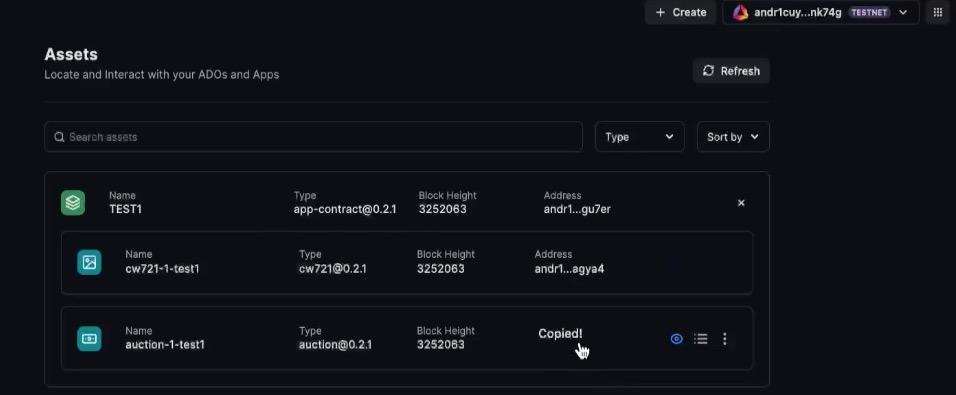 + Create
andr1cuy...nk74g TESTNET
Assets
Locate and Interact with your ADOs and Apps
Refresh
Search assets
Type
Sort by
Name Type Block Height Address
TEST1 app-contract@0.2.1 3252063 andr1...gu7er
Name Type Block Height Address
cw721-1-test1 cw721@0.2.1 3252063 andr1...agya4
Name Type Block Height
auction-1-test1 auction@0.2.1 3252063 Copied!